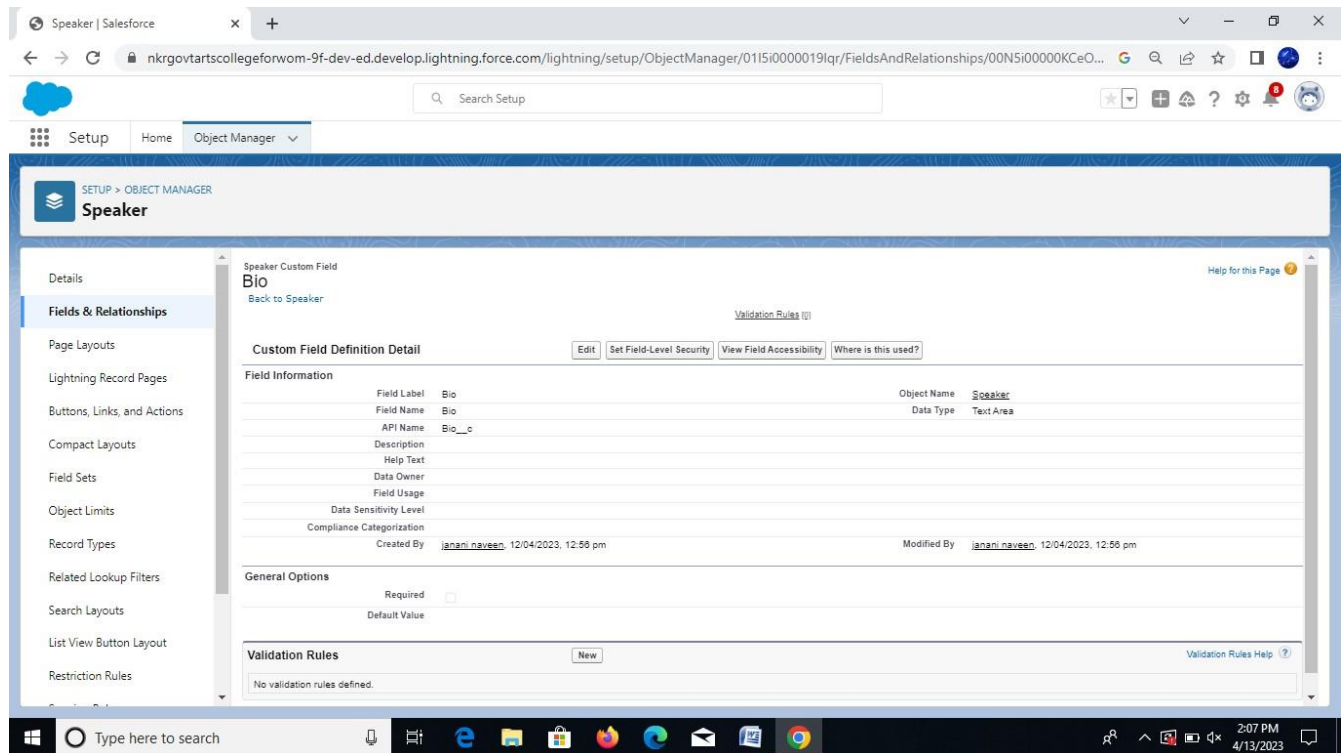 Speaker | Salesforce
nkrgovtartscollegeforwom-9f-dev-ed.develop.lightning.force.com/lightning/setup/ObjectManager/01I5i0000019Iqr/FieldsAndRelationships/00N5i00000KCeO...
Search Setup
8
Setup Home Object Manager
SETUP > OBJECT MANAGER
Speaker
Details
Fields & Relationships
Page Layouts
Lightning Record Pages
Buttons, Links, and Actions
Compact Layouts
Field Sets
Object Limits
Record Types
Related Lookup Filters
Search Layouts
List View Button Layout
Restriction Rules
Speaker Custom Field
Bio
Back to Speaker
Help for this Page
Validation Rules [0]
Custom Field Definition Detail Edit Set Field-Level Security View Field Accessibility Where is this used?
Field Information
Field Label Bio Object Name Speaker
Field Name Bio Data Type Text Area
API Name Bio__c
Description
Help Text
Data Owner
Field Usage
Data Sensitivity Level
Compliance Categorization
Created By janani naveen, 12/04/2023, 12:56 pm Modified By janani naveen, 12/04/2023, 12:56 pm
General Options
Required
Default Value
Validation Rules New Validation Rules Help ?
No validation rules defined.
Type here to search
2:07 PM
4/13/2023